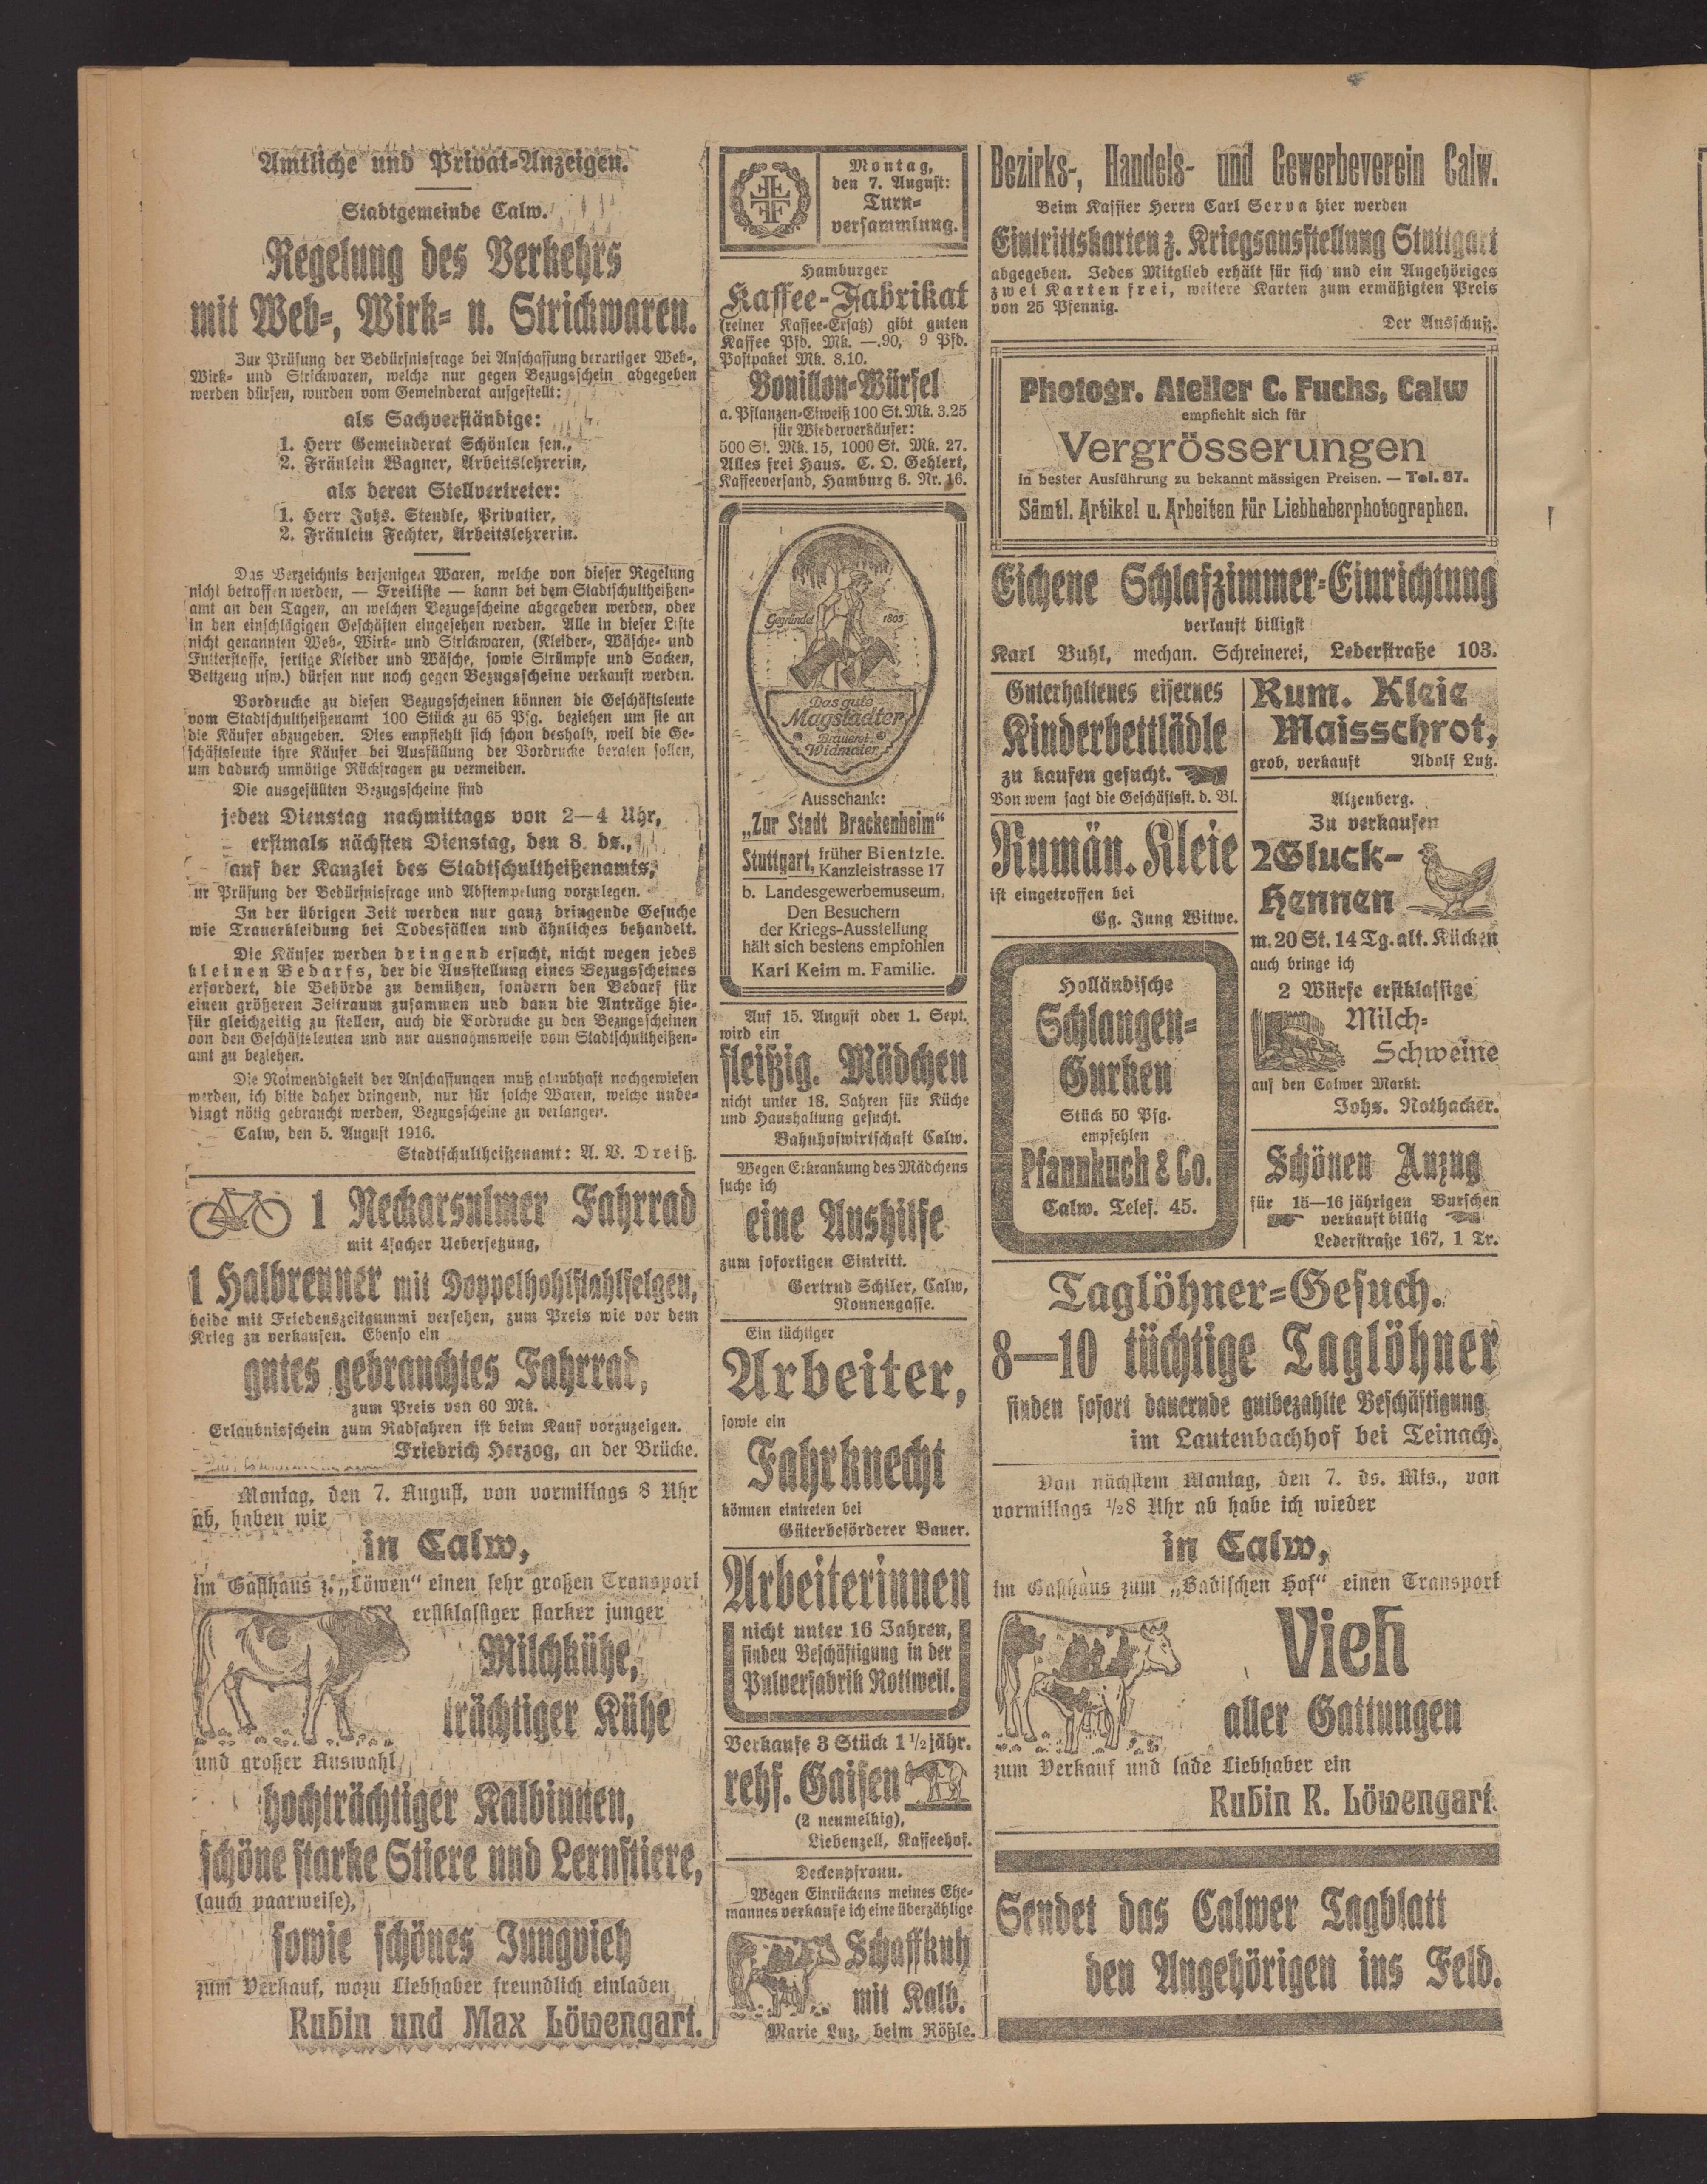 Amtliche und Privat-Anzeigen.
Stadtgemeinde Calw.
Regelung des Verkehrs
mit Web-, Wirk- u. Strickwaren.
Zur Prüfung der Bedürfnisfrage bei Anschaffung derartiger Web-,
Wirk- und Strickwaren, welche nur gegen Bezugsschein abgegeben
werden dürfen, wurden vom Gemeinderat aufgestellt:
als Sachverständige:
1. Herr Gemeinderat Schönlen sen.,
2. Fräulein Wagner, Arbeitslehrerin,
als deren Stellvertreter:
1. Herr Johs. Stendle, Privatier,
2. Fräulein Fechter, Arbeitslehrerin.
Das Verzeichnis derjenigen Waren, welche von dieser Regelung
nicht betroffen werden, — Freiliste — kann bei dem Stadtschultheißen-
amt an den Tagen, an welchen Bezugsscheine abgegeben werden, oder
in den einschlägigen Geschäften eingesehen werden. Alle in dieser Liste
nicht genannten Web-, Wirk- und Strickwaren, (Kleider-, Wäsche- und
Futterstoffe, fertige Kleider und Wäsche, sowie Strümpfe und Socken,
Bettzeug usw.) dürfen nur noch gegen Bezugsscheine verkauft werden.
Vordrucke zu diesen Bezugsscheinen können die Geschäftsleute
vom Stadtschultheißenamt 100 Stück zu 65 Pfg. beziehen um sie an
die Käufer abzugeben. Dies empfiehlt sich schon deshalb, weil die Ge-
schäftsleute ihre Käufer bei Ausfüllung der Vordrucke beraten sollen,
um dadurch unnötige Rückfragen zu vermeiden.
Die ausgefüllten Bezugsscheine sind
jeden Dienstag nachmittags von 2—4 Uhr,
erstmals nächsten Dienstag, den 8. ds.,
auf der Kanzlei des Stadtschultheißenamts,
ur Prüfung der Bedürfnisfrage und Abstempelung vorzulegen.
In der übrigen Zeit werden nur ganz dringende Gesuche
wie Trauerkleidung bei Todesfällen und ähnliches behandelt.
Die Käufer werden dringend ersucht, nicht wegen jedes
kleinen Bedarfs, der die Ausstellung eines Bezugsscheines
erfordert, die Behörde zu bemühen, sondern den Bedarf für
einen größeren Zeitraum zusammen und dann die Anträge hie-
für gleichzeitig zu stellen, auch die Vordrucke zu den Bezugsscheinen
von den Geschäftsleuten und nur ausnahmsweise vom Stadtschultheißen-
amt zu beziehen.
Die Notwendigkeit der Anschaffungen muß glaubhaft nachgewiesen
werden, ich bitte daher dringend, nur für solche Waren, welche unbe-
dingt nötig gebraucht werden, Bezugsscheine zu verlangen.
Calw, den 5. August 1916.
Stadtschultheißenamt: A. V. Dreiß.
1 Neckarsulmer Fahrrad
mit 4facher Uebersetzung,
1 Halbrenner mit Doppelhohlstahlfelgen,
beide mit Friedenszeitgummi versehen, zum Preis wie vor dem
Krieg zu verkaufen. Ebenso ein
gutes gebrauchtes Fahrrad,
zum Preis von 60 Mk.
Erlaubnisschein zum Radfahren ist beim Kauf vorzuzeigen.
Friedrich Herzog, an der Brücke.
Montag, den 7. August, von vormittags 8 Uhr
ab, haben wir
in Calw,
im Gasthaus z. „Löwen“ einen sehr großen Transport
erstklassiger starker junger
Milchkühe,
trächtiger Kühe
und großer Auswahl
hochträchtiger Kalbinnen,
schöne starke Stiere und Lernstiere,
(auch paarweise),
sowie schönes Jungvieh
zum Verkauf, wozu Liebhaber freundlich einladen
Rubin und Max Löwengart.
Montag,
den 7. August:
Turn-
versammlung.
Hamburger
Kaffee-Fabrikat
(reiner Kaffee-Ersatz) gibt guten
Kaffee Pfd. Mk. —.90, 9 Pfd.
Postpaket Mk. 8.10.
Bouillon-Würfel
a. Pflanzen-Eiweiß 100 St. Mk. 3.25
für Wiederverkäufer:
500 St. Mk. 15, 1000 St. Mk. 27.
Alles frei Haus. C. O. Gehlert,
Kaffeeversand, Hamburg 6. Nr. 16.
Gegründet 1805
Das gute
Magstadter
Brauerei
Widmaier
Ausschank:
„Zur Stadt Brackenheim“
Stuttgart, früher Bientzle.
Kanzleistrasse 17
b. Landesgewerbemuseum,
Den Besuchern
der Kriegs-Ausstellung
hält sich bestens empfohlen
Karl Keim m. Familie.
Auf 15. August oder 1. Sept.
wird ein
fleißig. Mädchen
nicht unter 18. Jahren für Küche
und Haushaltung gesucht.
Bahnhofwirtschaft Calw.
Wegen Erkrankung des Mädchens
suche ich
eine Aushilfe
zum sofortigen Eintritt.
Gertrud Schiler, Calw,
Nonnengasse.
Ein tüchtiger
Arbeiter,
sowie ein
Fahrknecht
können eintreten bei
Güterbeförderer Bauer.
Arbeiterinnen
nicht unter 16 Jahren,
finden Beschäftigung in der
Pulverfabrik Rottweil.
Verkaufe 3 Stück 1 1/2 jähr.
rehf. Gaisen
(2 neumelkig),
Liebenzell, Kaffeehof.
Deckenpfronn.
Wegen Einrückens meines Ehe-
mannes verkaufe ich eine überzählige
Schaffkuh
mit Kalb.
Marie Luz, beim Rößle.
Bezirks-, Handels- und Gewerbeverein Calw.
Beim Kassier Herrn Carl Serva hier werden
Eintrittskarten z. Kriegsausstellung Stuttgart
abgegeben. Jedes Mitglied erhält für sich und ein Angehöriges
zwei Karten frei, weitere Karten zum ermäßigten Preis
von 25 Pfennig.
Der Ausschuß.
Photogr. Atelier C. Fuchs, Calw
empfiehlt sich für
Vergrösserungen
in bester Ausführung zu bekannt mässigen Preisen. — Tel. 87.
Sämtl. Artikel u. Arbeiten für Liebhaberphotographen.
Eichene Schlafzimmer-Einrichtung
verkauft billigst
Karl Buhl, mechan. Schreinerei, Lederstraße 103.
Guterhaltenes eisernes
Kinderbettlädle
zu kaufen gesucht.
Von wem sagt die Geschäftsst. d. Bl.
Rumän. Kleie
ist eingetroffen bei
Gg. Jung Witwe.
Holländische
Schlangen-
Gurken
Stück 50 Pfg.
empfehlen
Pfannkuch & Co.
Calw. Telef. 45.
Rum. Kleie
Maisschrot,
grob, verkauft Adolf Lutz.
Alzenberg.
Zu verkaufen
2 Gluck-
Hennen
m. 20 St. 14 Tg. alt. Kücken
auch bringe ich
2 Würfe erstklassige
Milch-
Schweine
auf den Calwer Markt.
Johs. Nothacker.
Schönen Anzug
für 15—16 jährigen Burschen
verkauft billig
Lederstraße 167, 1 Tr.
Taglöhner-Gesuch.
8—10 tüchtige Taglöhner
finden sofort dauernde gutbezahlte Beschäftigung
im Lautenbachhof bei Teinach.
Von nächstem Montag, den 7. ds. Mts., von
vormittags 1/2 8 Uhr ab habe ich wieder
in Calw,
im Gasthaus zum „Badischen Hof“ einen Transport
Vieh
aller Gattungen
zum Verkauf und lade Liebhaber ein
Rubin R. Löwengart.
Sendet das Calwer Tagblatt
den Angehörigen ins Feld.